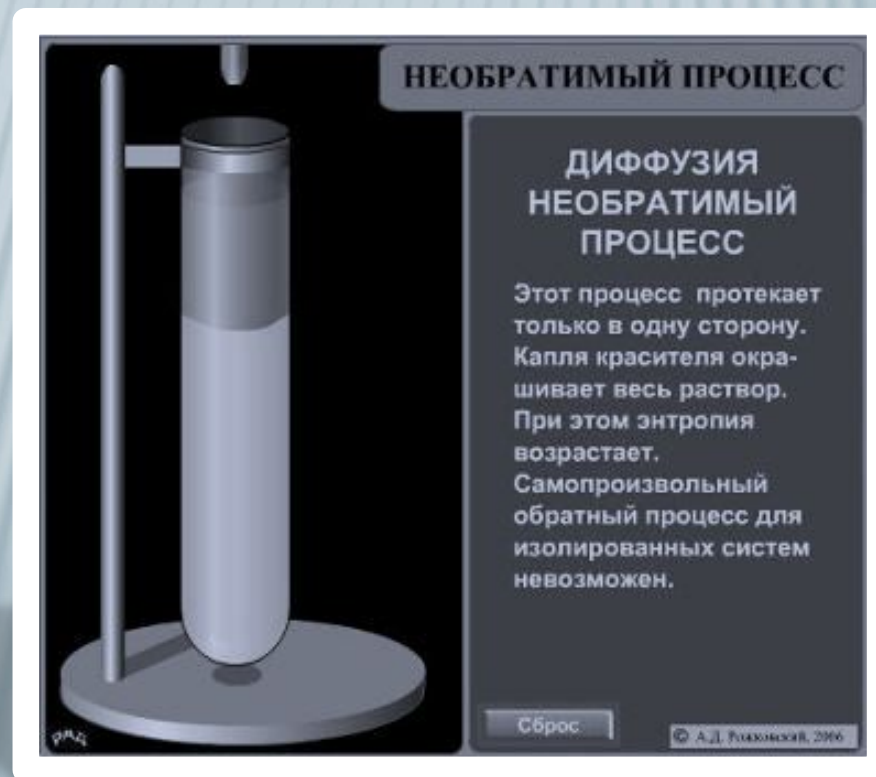 НЕОБРАТИМЫЙ ПРОЦЕСС
ДИФФУЗИЯ
НЕОБРАТИМЫЙ
ПРОЦЕСС
Этот процесс протекает
только в одну сторону.
Капля красителя окра-
шивает весь раствор.
При этом энтропия
возрастает.
Самопроизвольный
обратный процесс для
изолированных систем
невозможен.
Сброс
© А.Д. 2006
РАД